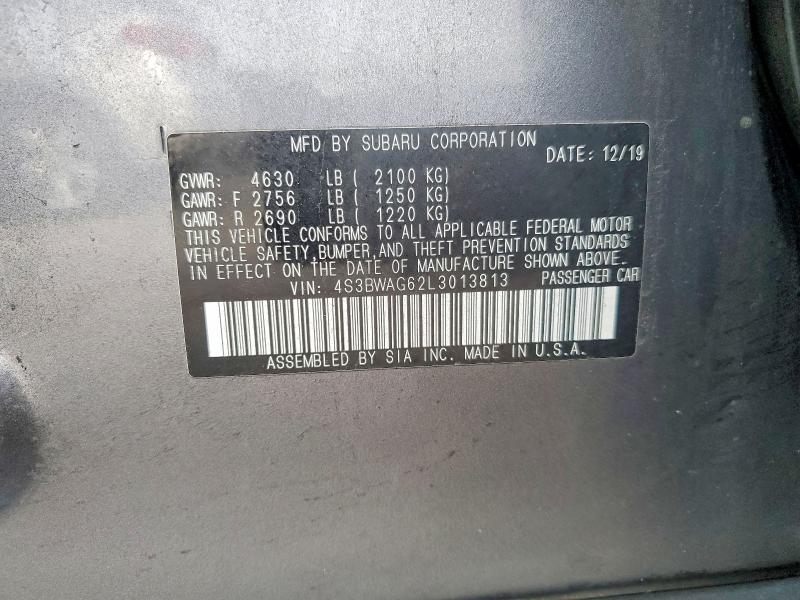 MFD BY SUBARU CORPORATION
DATE: 12/19
GVWR: 4630 LB ( 2100 KG)
GAWR: F 2756 LB ( 1250 KG)
GAWR: R 2690 LB ( 1220 KG)
THIS VEHICLE CONFORMS TO ALL APPLICABLE FEDERAL MOTOR
VEHICLE SAFETY,BUMPER,AND THEFT PREVENTION STANDARDS
IN EFFECT ON THE DATE OF MANUFACTURE SHOWN ABOVE.
VIN: 4S3BWAG62L3013813 PASSENGER CAR
ASSEMBLED BY SIA INC. MADE IN U.S.A.